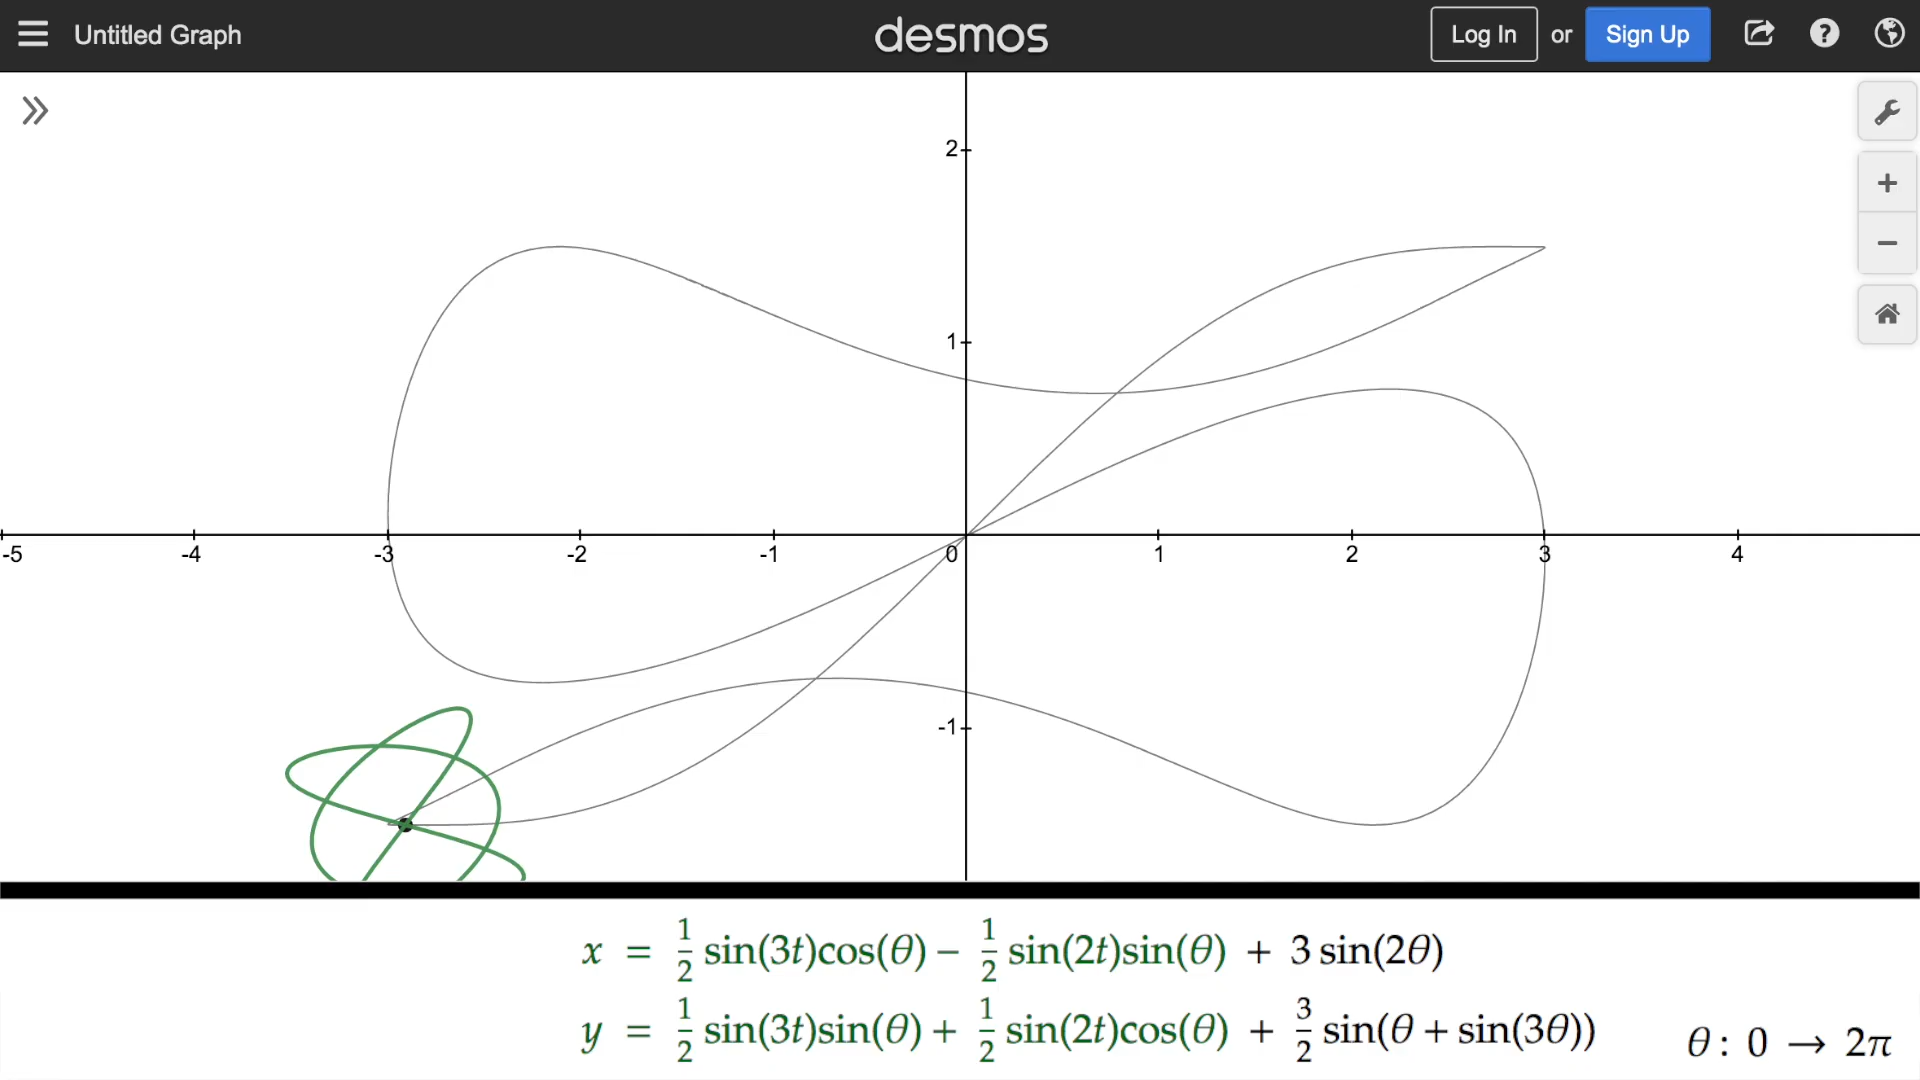 Untitled Graph desmos Log In or Sign Up
2
1
-5 -4 -3 -2 -1 0 1 2 3 4
-1
x = 1/2 sin(3t)cos(θ) − 1/2 sin(2t)sin(θ) + 3 sin(2θ)
y = 1/2 sin(3t)sin(θ) + 1/2 sin(2t)cos(θ) + 3/2 sin(θ + sin(3θ)) θ : 0 → 2π